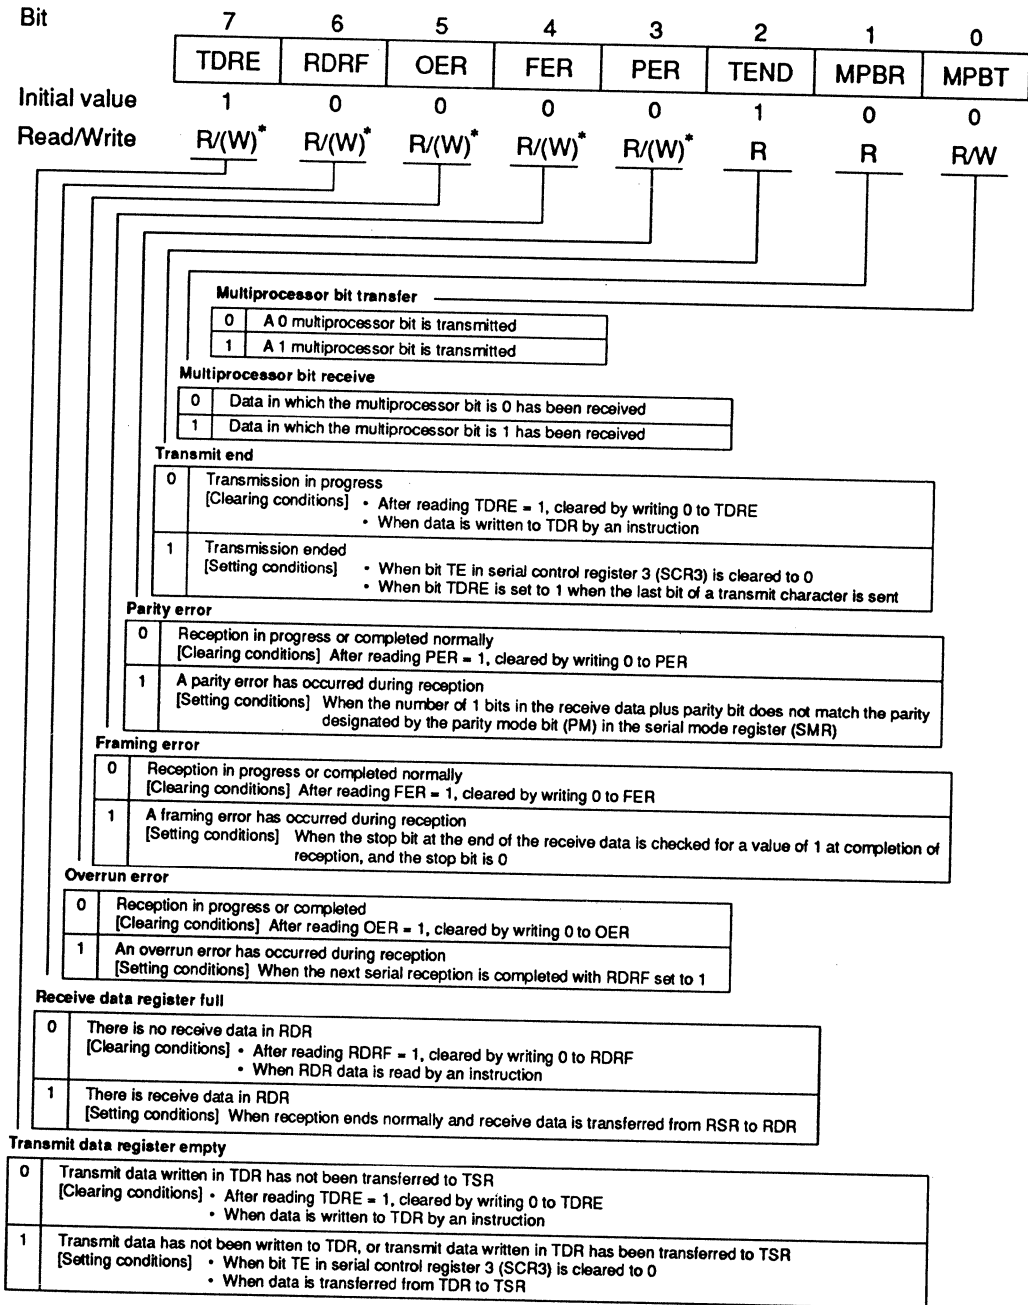 Bit 7 6 5 4 3 2 1 0
TDRE RDRF OER FER PER TEND MPBR MPBT
Initial value 1 0 0 0 0 1 0 0
Read/Write R/(W)* R/(W)* R/(W)* R/(W)* R/(W)* R R R/W
Multiprocessor bit transfer
0 A 0 multiprocessor bit is transmitted
1 A 1 multiprocessor bit is transmitted
Multiprocessor bit receive
0 Data in which the multiprocessor bit is 0 has been received
1 Data in which the multiprocessor bit is 1 has been received
Transmit end
0 Transmission in progress
[Clearing conditions] • After reading TDRE = 1, cleared by writing 0 to TDRE
• When data is written to TDR by an instruction
1 Transmission ended
[Setting conditions] • When bit TE in serial control register 3 (SCR3) is cleared to 0
• When bit TDRE is set to 1 when the last bit of a transmit character is sent
Parity error
0 Reception in progress or completed normally
[Clearing conditions] After reading PER = 1, cleared by writing 0 to PER
1 A parity error has occurred during reception
[Setting conditions] When the number of 1 bits in the receive data plus parity bit does not match the parity
designated by the parity mode bit (PM) in the serial mode register (SMR)
Framing error
0 Reception in progress or completed normally
[Clearing conditions] After reading FER = 1, cleared by writing 0 to FER
1 A framing error has occurred during reception
[Setting conditions] When the stop bit at the end of the receive data is checked for a value of 1 at completion of
reception, and the stop bit is 0
Overrun error
0 Reception in progress or completed
[Clearing conditions] After reading OER = 1, cleared by writing 0 to OER
1 An overrun error has occurred during reception
[Setting conditions] When the next serial reception is completed with RDRF set to 1
Receive data register full
0 There is no receive data in RDR
[Clearing conditions] • After reading RDRF = 1, cleared by writing 0 to RDRF
• When RDR data is read by an instruction
1 There is receive data in RDR
[Setting conditions] When reception ends normally and receive data is transferred from RSR to RDR
Transmit data register empty
0 Transmit data written in TDR has not been transferred to TSR
[Clearing conditions] • After reading TDRE = 1, cleared by writing 0 to TDRE
• When data is written to TDR by an instruction
1 Transmit data has not been written to TDR, or transmit data written in TDR has been transferred to TSR
[Setting conditions] • When bit TE in serial control register 3 (SCR3) is cleared to 0
• When data is transferred from TDR to TSR